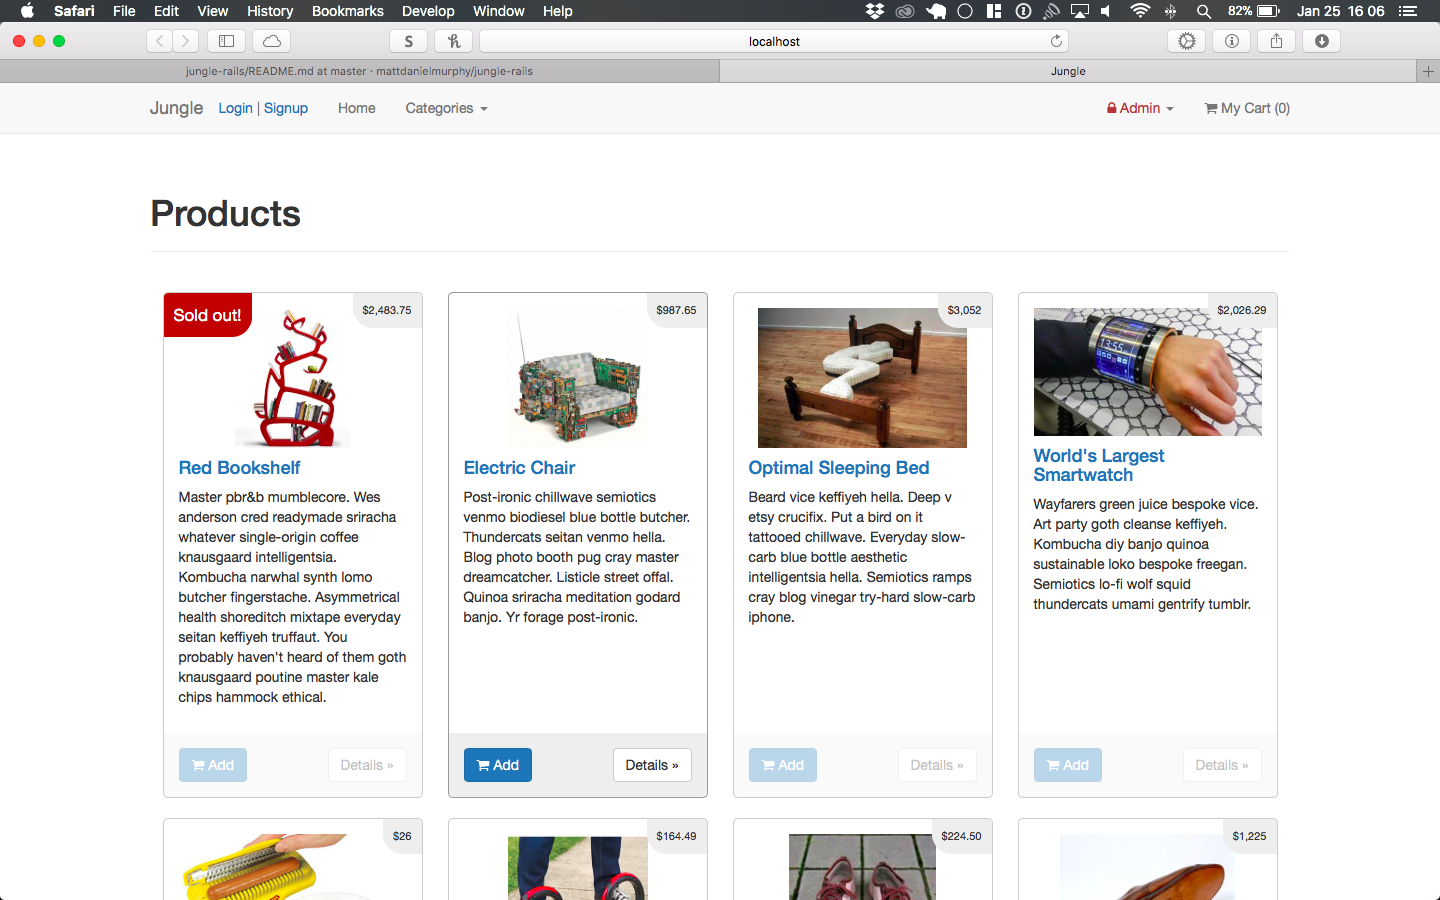 Safari File Edit View History Bookmarks Develop Window Help 82% Jan 25 16 06
S localhost
jungle-rails/README.md at master · mattdanielmurphy/jungle-rails Jungle
Jungle Login | Signup Home Categories Admin My Cart (0)
Products
Sold out! $2,483.75
Red Bookshelf
Master pbr&b mumblecore. Wes
anderson cred readymade sriracha
whatever single-origin coffee
knausgaard intelligentsia.
Kombucha narwhal synth lomo
butcher fingerstache. Asymmetrical
health shoreditch mixtape everyday
seitan keffiyeh truffaut. You
probably haven't heard of them goth
knausgaard poutine master kale
chips hammock ethical.
Add Details »
$987.65
Electric Chair
Post-ironic chillwave semiotics
venmo biodiesel blue bottle butcher.
Thundercats seitan venmo hella.
Blog photo booth pug cray master
dreamcatcher. Listicle street offal.
Quinoa sriracha meditation godard
banjo. Yr forage post-ironic.
Add Details »
$3,052
Optimal Sleeping Bed
Beard vice keffiyeh hella. Deep v
etsy crucifix. Put a bird on it
tattooed chillwave. Everyday slow-
carb blue bottle aesthetic
intelligentsia hella. Semiotics ramps
cray blog vinegar try-hard slow-carb
iphone.
Add Details »
$2,026.29
13:55
World's Largest
Smartwatch
Wayfarers green juice bespoke vice.
Art party goth cleanse keffiyeh.
Kombucha diy banjo quinoa
sustainable loko bespoke freegan.
Semiotics lo-fi wolf squid
thundercats umami gentrify tumblr.
Add Details »
$26 $164.49 $224.50 $1,225